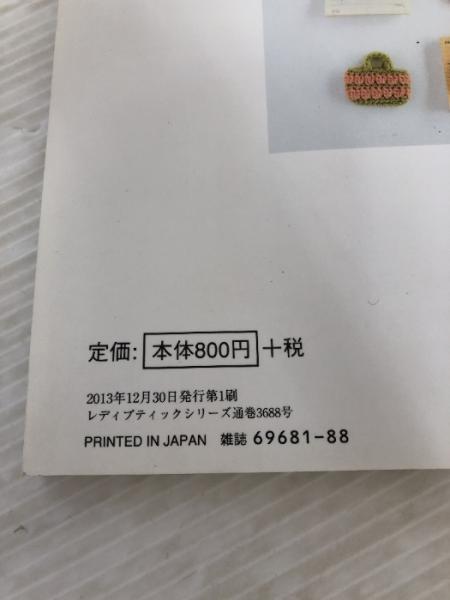 定価: 本体800円 +税
2013年12月30日発行第1刷
レディブティックシリーズ通巻3688号
PRINTED IN JAPAN 雑誌 69681-88